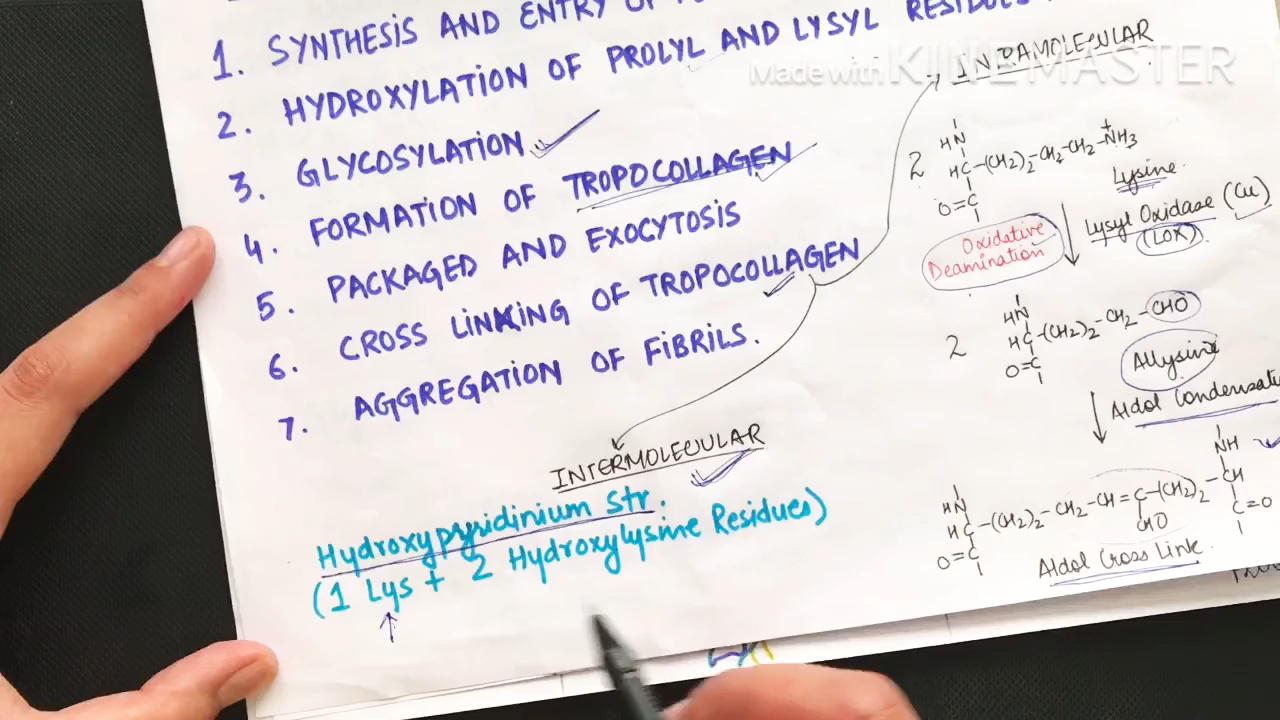 1. SYNTHESIS AND ENTRY OF
2. HYDROXYLATION OF PROLYL AND LYSYL RESIDUES
3. GLYCOSYLATION
4. FORMATION OF TROPOCOLLAGEN
5. PACKAGED AND EXOCYTOSIS
6. CROSS LINKING OF TROPOCOLLAGEN
7. AGGREGATION OF FIBRILS.
INTERMOLECULAR
Hydroxypyridinium Str.
(1 Lys + 2 Hydroxylysine Residues)
Made with KINEMASTER
INTRAMOLECULAR
HN
2 HC-(CH2)2-CH2-CH2-NH3+
O=C
Lysine.
Lysyl Oxidase (Cu)
(LOX).
Oxidative
Deamination
HN
2 HC-(CH2)2-CH2-CHO
O=C
Allysine
Aldol Condensati
NH
HN CH
HC-(CH2)2-CH2-CH=C-(CH2)2- C=O
O=C CHO
Aldol Cross Link.